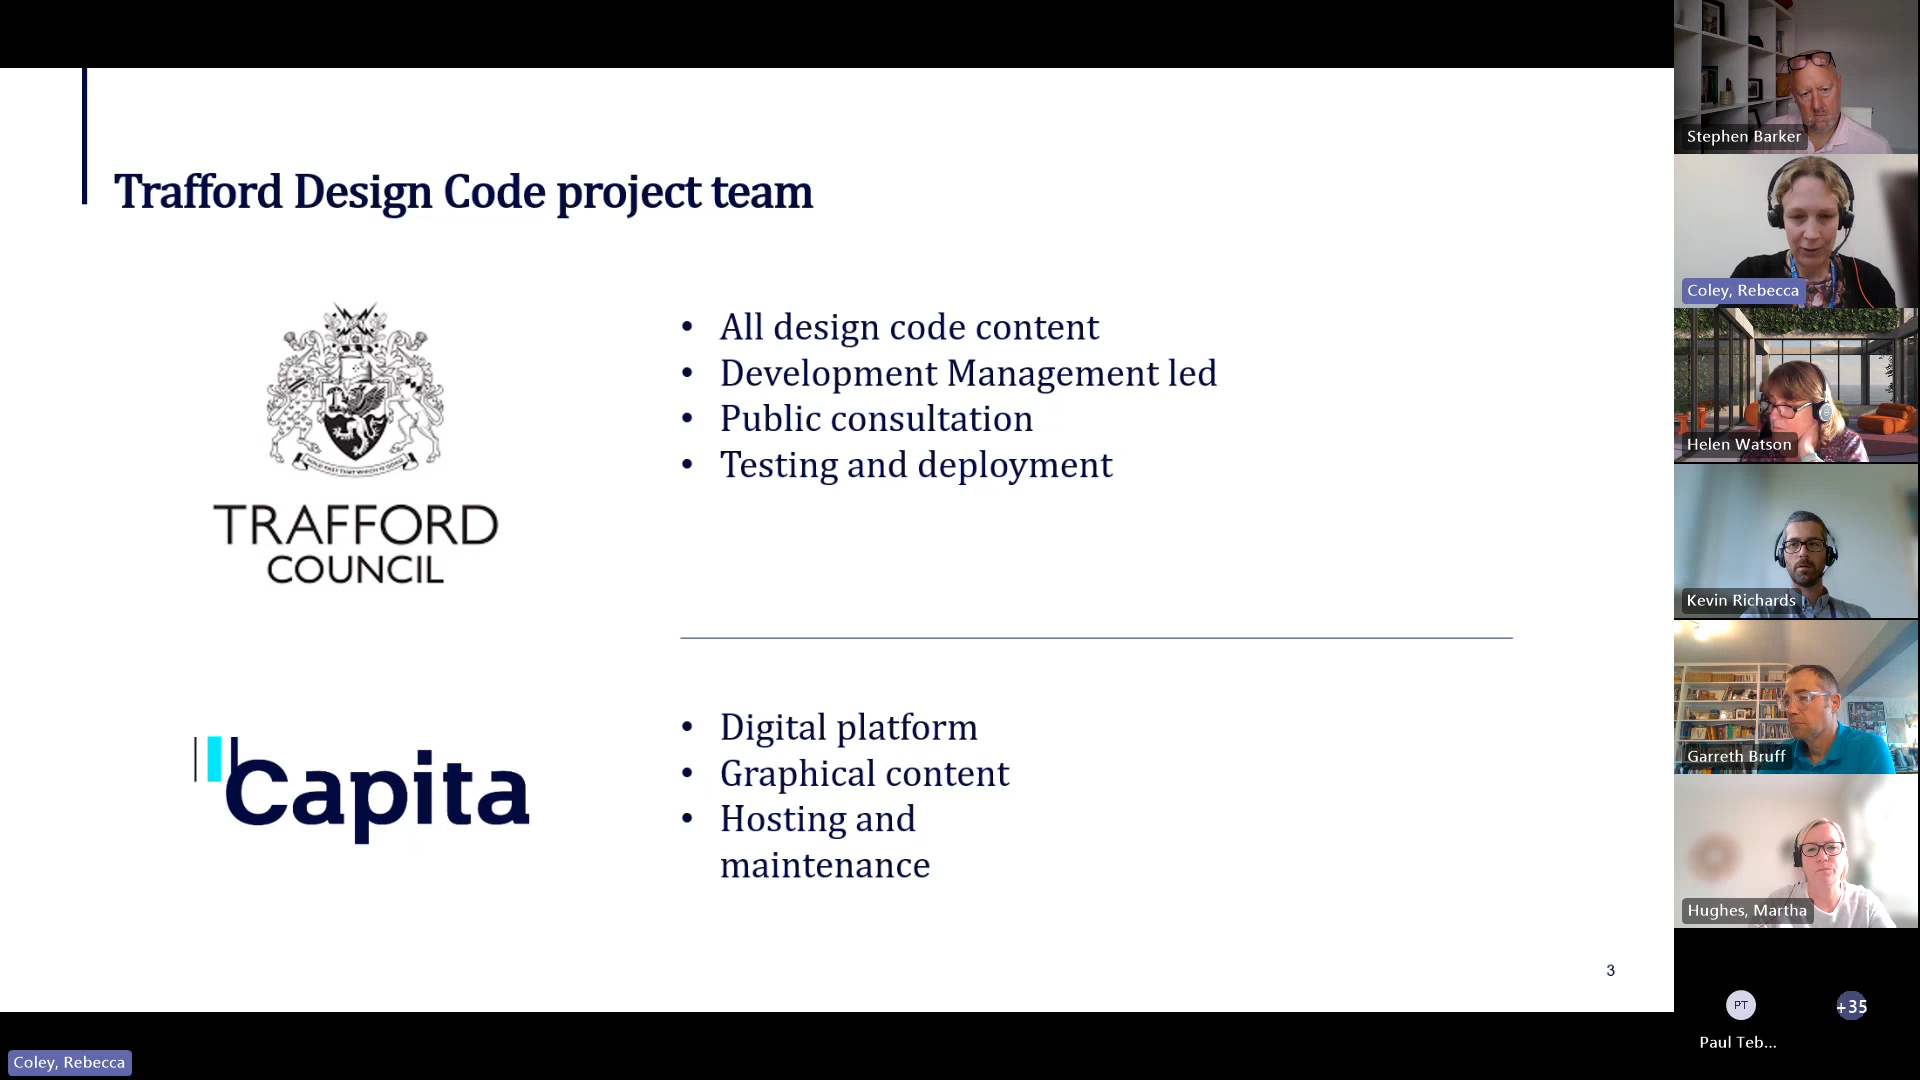 Trafford Design Code project team
TRAFFORD
COUNCIL
• All design code content
• Development Management led
• Public consultation
• Testing and deployment
Capita
• Digital platform
• Graphical content
• Hosting and
maintenance
3
Coley, Rebecca
Stephen Barker
Coley, Rebecca
Helen Watson
Kevin Richards
Garreth Bruff
Hughes, Martha
PT
+35
Paul Teb...